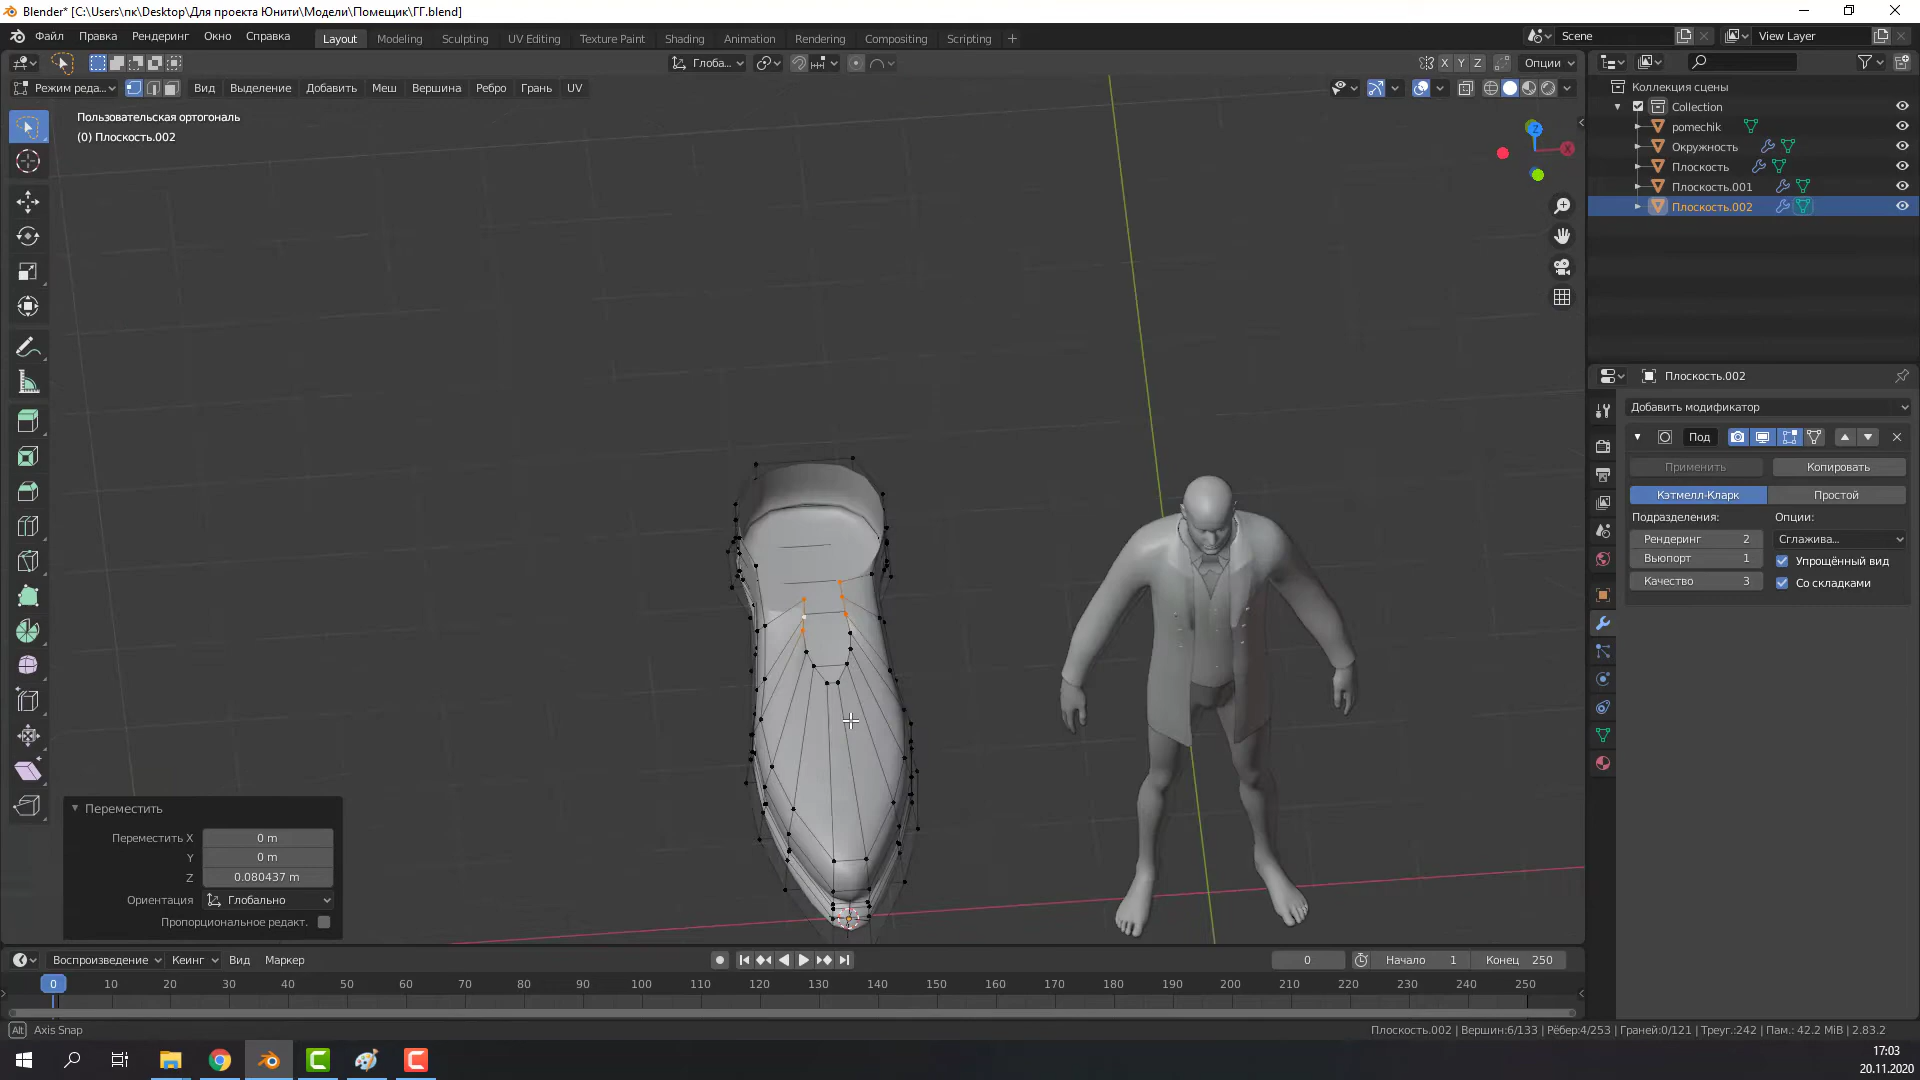 Blender* [C:\Users\пк\Desktop\Для проекта Юнити\Модели\Помещик\ГГ.blend]
Файл Правка Рендеринг Окно Справка Layout Modeling Sculpting UV Editing Texture Paint Shading Animation Rendering Compositing Scripting Scene View Layer
Глоба... X Y Z Опции
Режим реда... Вид Выделение Добавить Меш Вершина Ребро Грань UV
Пользовательская ортогональ
(0) Плоскость.002
Z
X
Коллекция сцены
Collection
pomechik
Окружность
Плоскость
Плоскость.001
Плоскость.002
Плоскость.002
Добавить модификатор
Под
Применить Копировать
Кэтмелл-Кларк Простой
Подразделения: Опции:
Рендеринг 2 Сглажива...
Вьюпорт 1 Упрощённый вид
Качество 3 Со складками
Переместить
Переместить X 0 m
Y 0 m
Z 0.080437 m
Ориентация Глобально
Пропорциональное редакт.
Воспроизведение Кеинг Вид Маркер 0 Начало 1 Конец 250
0 10 20 30 40 50 60 70 80 90 100 110 120 130 140 150 160 170 180 190 200 210 220 230 240 250
Alt Axis Snap Плоскость.002 | Вершин:6/133 | Рёбер:4/253 | Граней:0/121 | Треуг.:242 | Пам.: 42.2 MiB | 2.83.2
17:03
20.11.2020